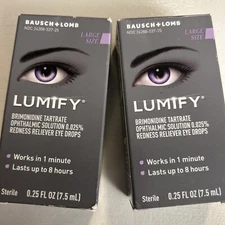 BAUSCH + LOMB
LARGE SIZE
LUMIFY®
BRIMONIDINE TARTRATE
OPHTHALMIC SOLUTION 0.025%
REDNESS RELIEVER EYE DROPS
Works in 1 minute
Lasts up to 8 hours
Sterile 0.25 FL OZ (7.5 mL)
BAUSCH + LOMB
LARGE SIZE
LUMIFY®
BRIMONIDINE TARTRATE
OPHTHALMIC SOLUTION 0.025%
REDNESS RELIEVER EYE DROPS
Works in 1 minute
Lasts up to 8 hours
Sterile 0.25 FL OZ (7.5 mL)